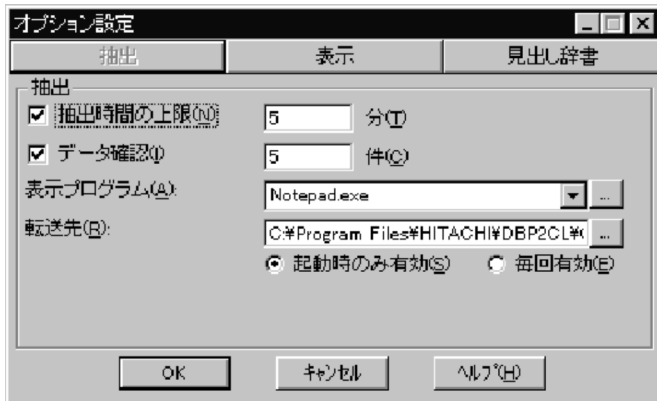 オプション設定
抽出 表示 見出し辞書
抽出
抽出時間の上限(N) 5 分(T)
データ確認(I) 5 件(C)
表示プログラム(A): Notepad.exe ...
転送先(R): C:¥Program Files¥HITACHI¥DBP2CL¥ ...
起動時のみ有効(S) 毎回有効(E)
OK キャンセル ヘルプ(H)